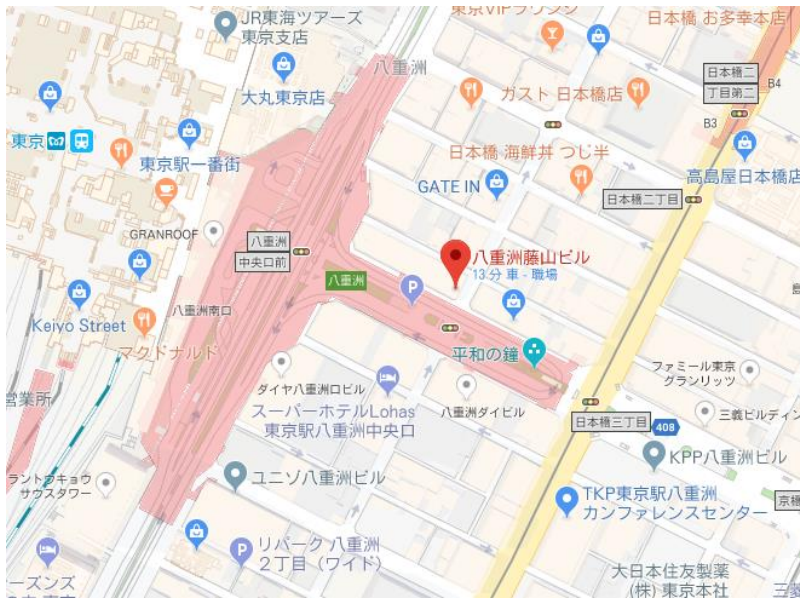 JR東海ツアーズ
東京支店
東京VIPラウンジ
日本橋 お多幸本店
八重洲
大丸東京店
日本橋二
丁目第二
B4
B3
ガスト 日本橋店
東京
東京駅一番街
日本橋 海鮮丼 つじ半
高島屋日本橋店
GATE IN
日本橋二丁目
GRANROOF
八重洲
中央口前
八重洲藤山ビル
13 分 車 - 職場
八重洲
P
八重洲南口
Keiyo Street
マクドナルド
平和の鐘
ファミール東京
グランリッツ
営業所
ダイヤ八重洲口ビル
スーパーホテルLohas
東京駅八重洲中央口
八重洲ダイビル
日本橋三丁目
408
三義ビルディン
KPP八重洲ビル
ラントウキョウ
サウスタワー
ユニゾ八重洲ビル
TKP東京駅八重洲
カンファレンスセンター
京橋
P
リパーク 八重洲
2丁目（ワイド）
ーズンズ
大日本住友製薬
(株) 東京本社